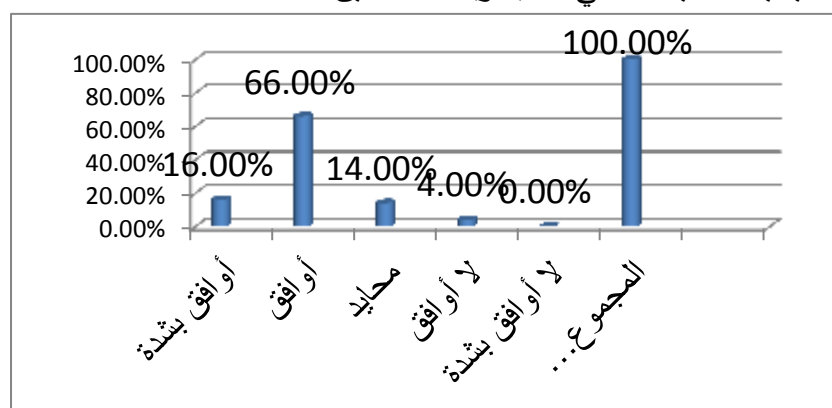 100.00%
80.00%
60.00%
40.00%
20.00%
0.00%
16.00%
66.00%
14.00%
4.00%
0.00%
100.00%
أوافق بشدة
أوافق
محايد
لا أوافق
لا أوافق بشدة
المجموع...